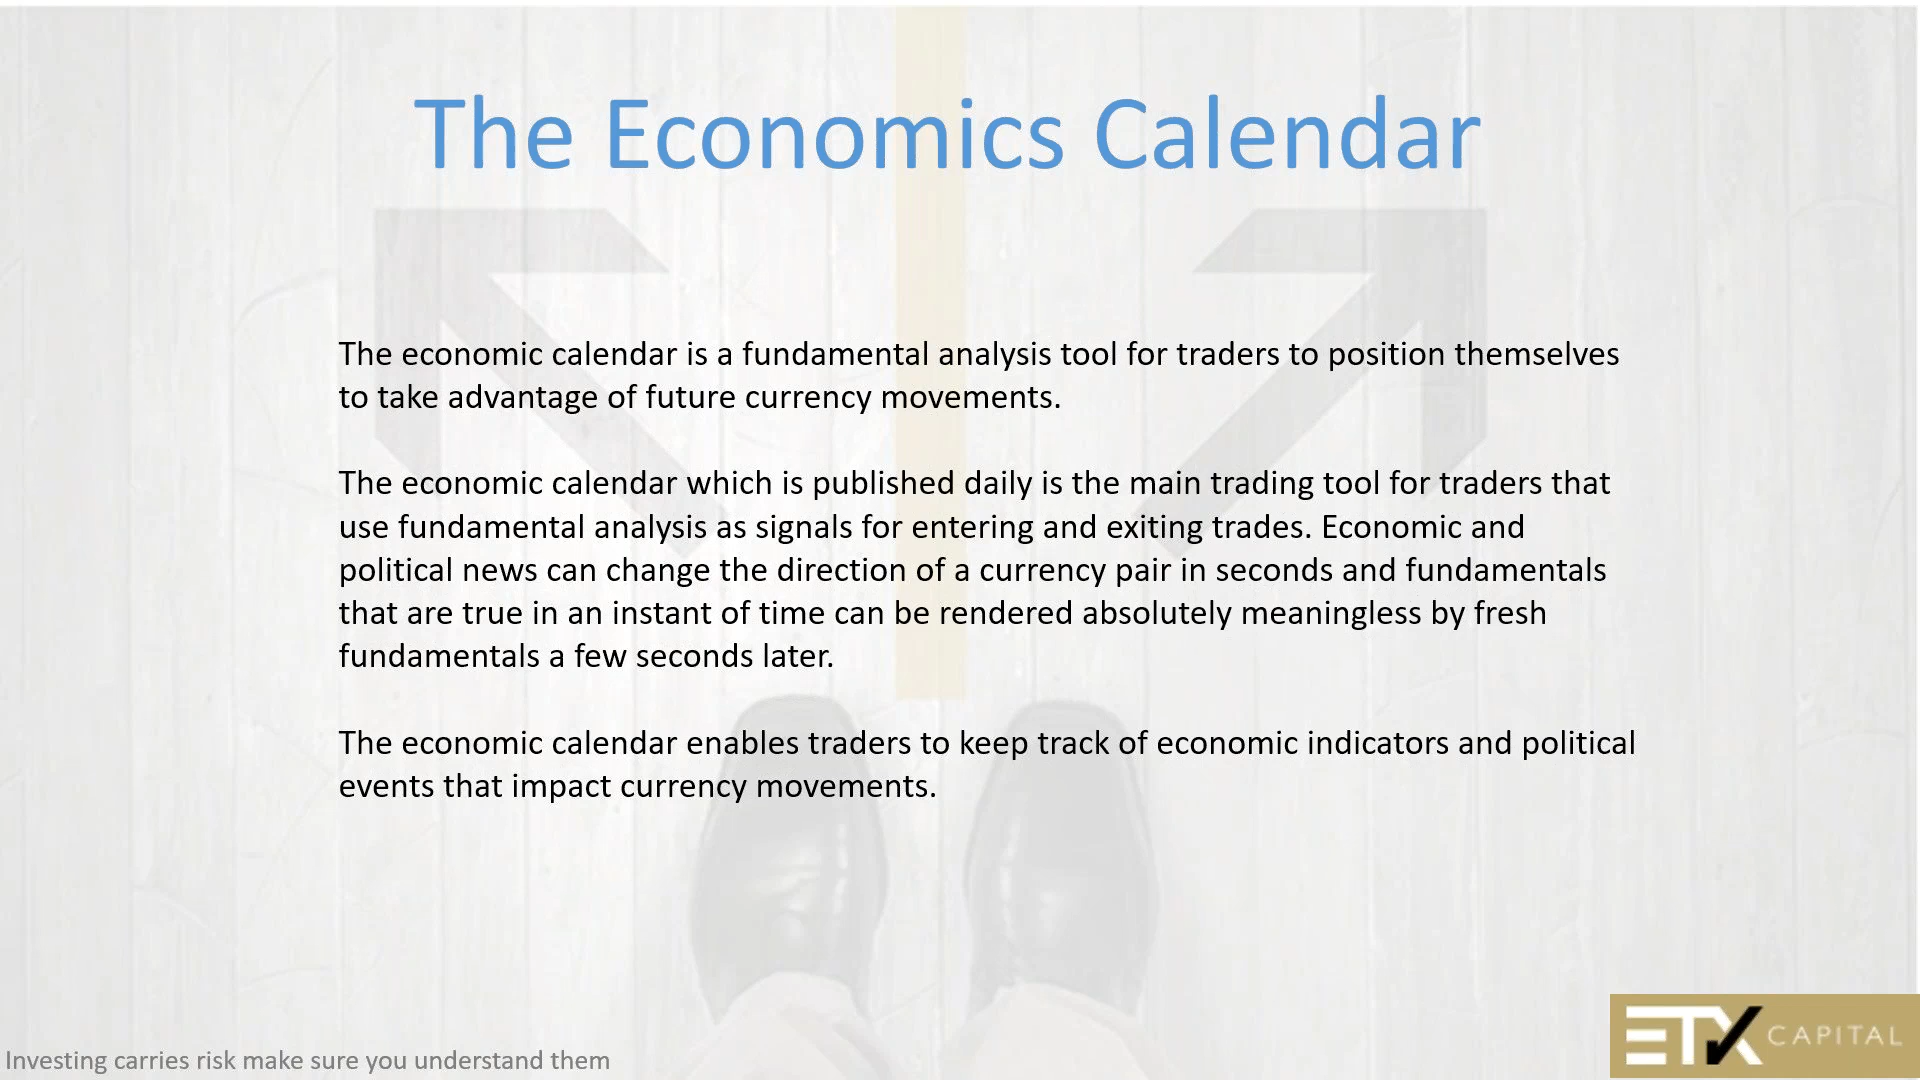 The Economics Calendar
The economic calendar is a fundamental analysis tool for traders to position themselves
to take advantage of future currency movements.
The economic calendar which is published daily is the main trading tool for traders that
use fundamental analysis as signals for entering and exiting trades. Economic and
political news can change the direction of a currency pair in seconds and fundamentals
that are true in an instant of time can be rendered absolutely meaningless by fresh
fundamentals a few seconds later.
The economic calendar enables traders to keep track of economic indicators and political
events that impact currency movements.
Investing carries risk make sure you understand them
ETX CAPITAL